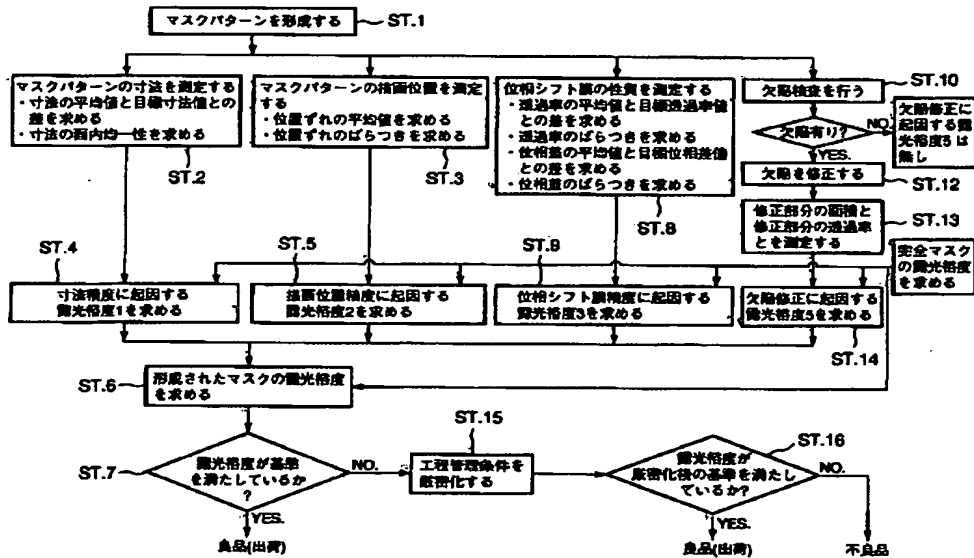 マスクパターンを形成する
ST.1
マスクパターンの寸法を測定する
・寸法の平均値と目標寸法値との
差を求める
・寸法の面内均一性を求める
ST.2
マスクパターンの描画位置を測定
する
・位置ずれの平均値を求める
・位置ずれのばらつきを求める
ST.3
位相シフト膜の性質を測定する
・透過率の平均値と目標透過率値
との差を求める
・透過率のばらつきを求める
・位相差の平均値と目標位相差値
との差を求める
・位相差のばらつきを求める
ST.8
ST.10
欠陥検査を行う
欠陥有り?
NO.
YES.
欠陥修正に
起因する露
光裕度5は
無し
欠陥を修正する
ST.12
修正部分の面積と
修正部分の透過率
とを測定する
ST.13
完全マスク
の露光裕度
を求める
ST.4
寸法精度に起因する
露光裕度1を求める
ST.5
描画位置精度に起因する
露光裕度2を求める
ST.9
位相シフト膜精度に起因する
露光裕度3を求める
欠陥修正に起因する
露光裕度5を求める
ST.14
ST.6
形成されたマスクの露光裕度
を求める
ST.7
露光裕度が基準
を満たしているか
?
NO.
YES.
良品(出荷)
ST.15
工程管理条件を
厳密化する
ST.16
露光裕度が
厳密化後の基準を満たし
ているか?
NO.
YES.
良品(出荷)
不良品